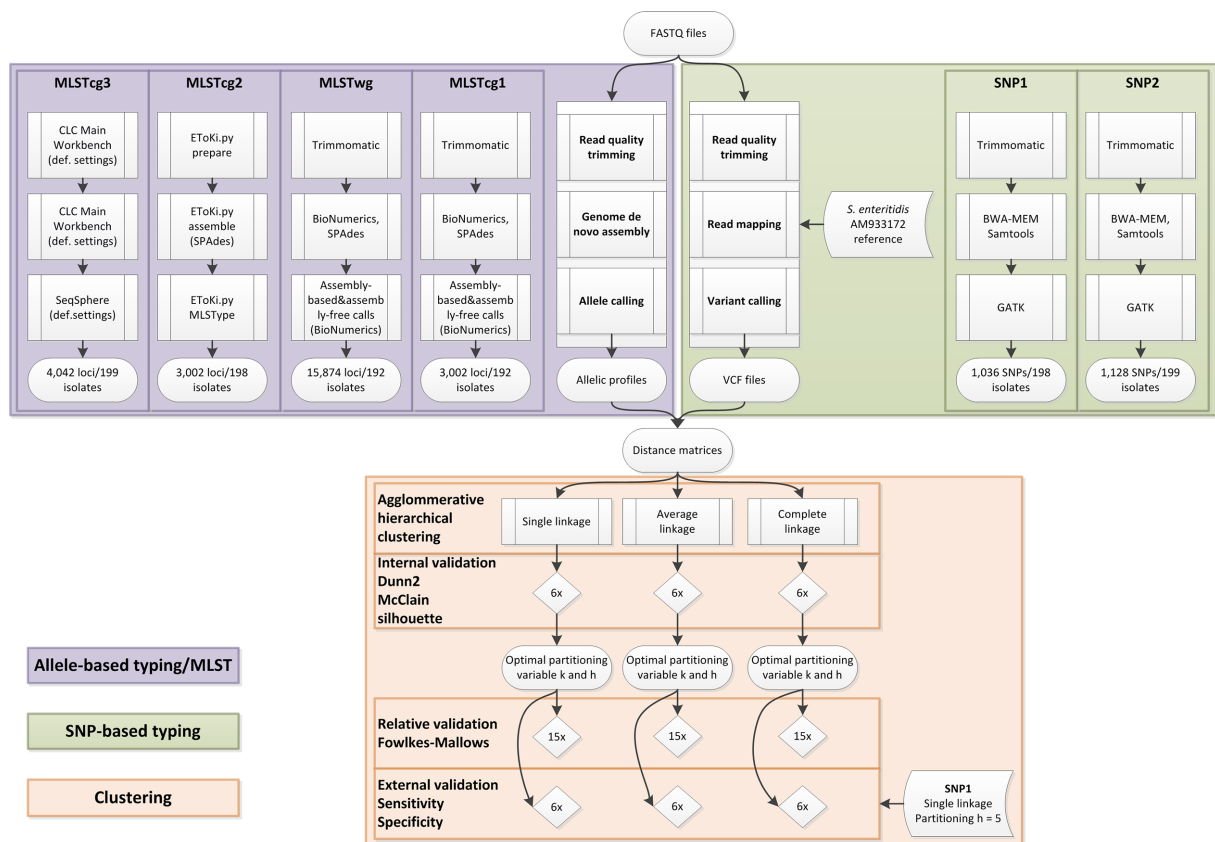 FASTQ files
MLSTcg3
CLC Main
Workbench
(def. settings)
CLC Main
Workbench
(def. settings)
SeqSphere
(def.settings)
4,042 loci/199
isolates
MLSTcg2
EToKi.py
prepare
EToKi.py
assemble
(SPAdes)
EToKi.py
MLSType
3,002 loci/198
isolates
MLSTwg
Trimmomatic
BioNumerics,
SPAdes
Assembly-
based&assemb
ly-free calls
(BioNumerics)
15,874 loci/192
isolates
MLSTcg1
Trimmomatic
BioNumerics,
SPAdes
Assembly-
based&assemb
ly-free calls
(BioNumerics)
3,002 loci/192
isolates
Read quality
trimming
Genome de
novo assembly
Allele calling
Allelic profiles
Read quality
trimming
Read mapping
Variant calling
VCF files
S. enteritidis
AM933172
reference
SNP1
Trimmomatic
BWA-MEM
Samtools
GATK
1,036 SNPs/198
isolates
SNP2
Trimmomatic
BWA-MEM,
Samtools
GATK
1,128 SNPs/199
isolates
Distance matrices
Agglommerative
hierarchical
clustering
Single linkage
Average
linkage
Complete
linkage
Internal validation
Dunn2
McClain
silhouette
6x
6x
6x
Optimal partitioning
variable k and h
Optimal partitioning
variable k and h
Optimal partitioning
variable k and h
Relative validation
Fowlkes-Mallows
15x
15x
15x
External validation
Sensitivity
Specificity
6x
6x
6x
SNP1
Single linkage
Partitioning h = 5
Allele-based typing/MLST
SNP-based typing
Clustering